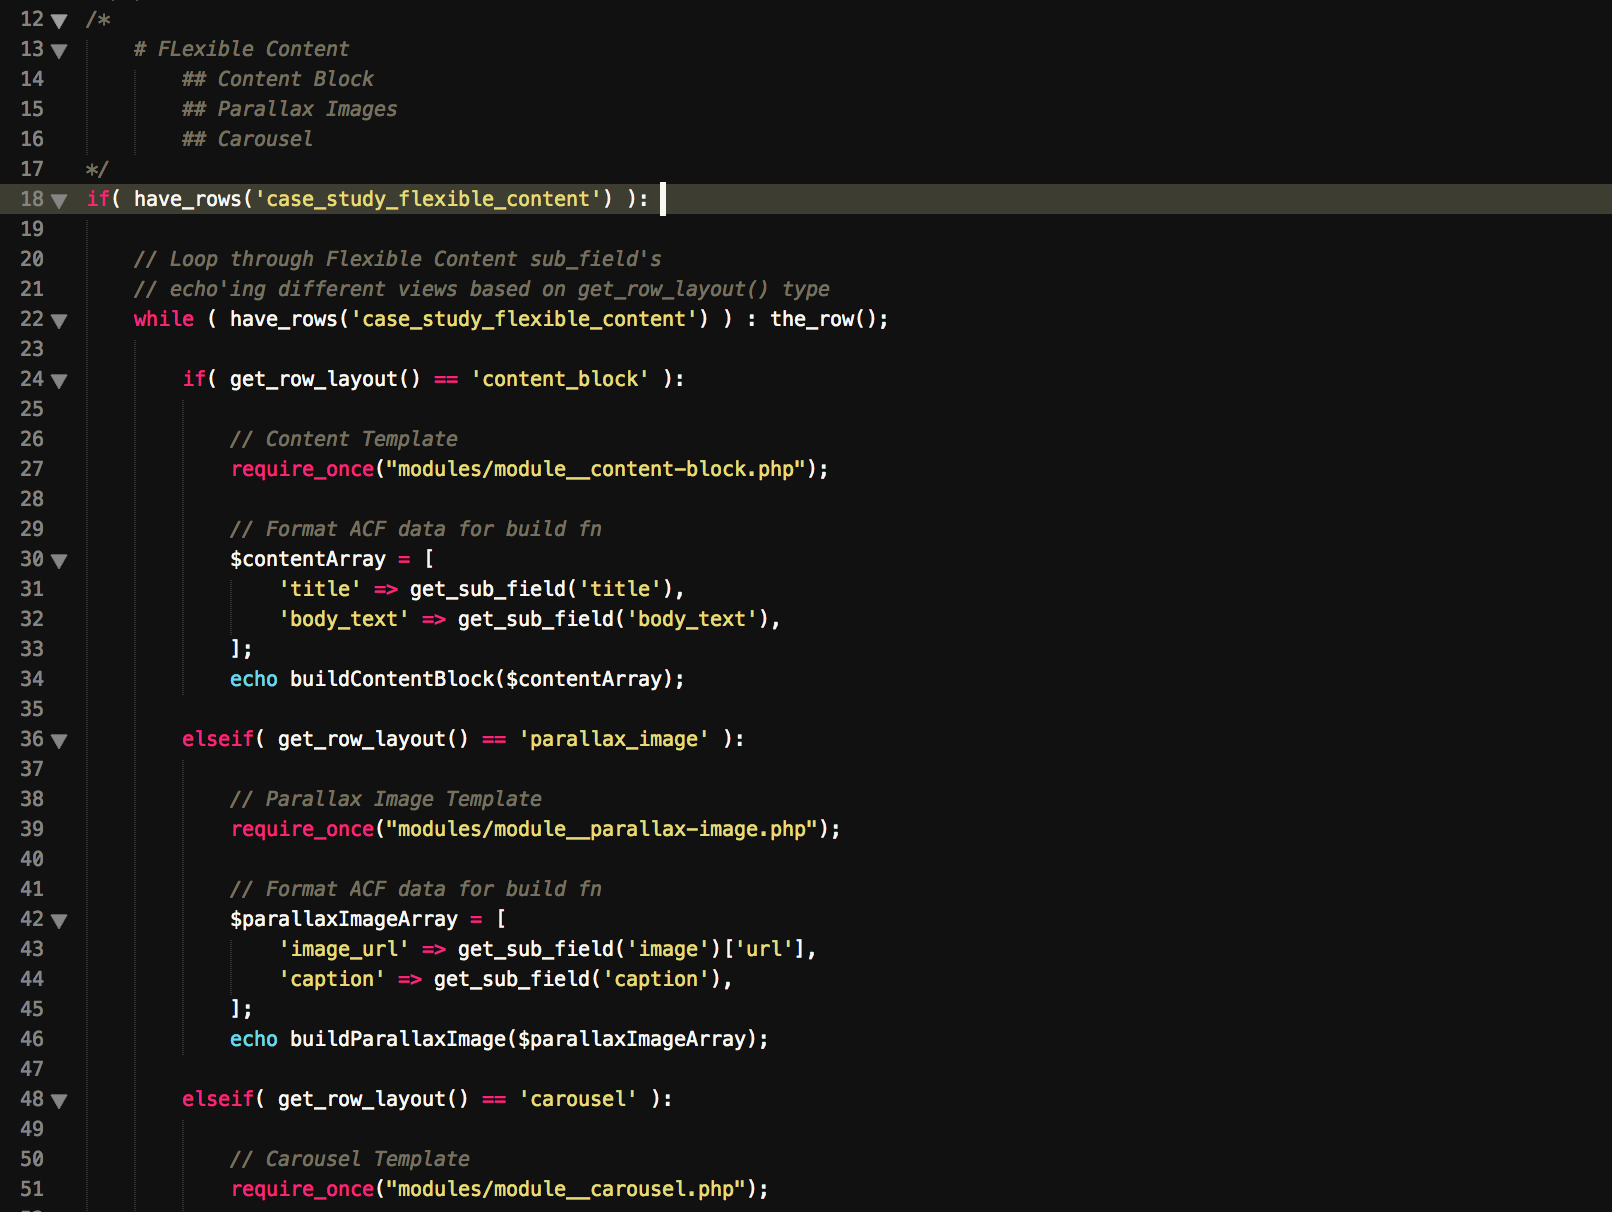 12 /*
13 # FLexible Content
14 ## Content Block
15 ## Parallax Images
16 ## Carousel
17 */
18 if( have_rows('case_study_flexible_content') ):
19
20 // Loop through Flexible Content sub_field's
21 // echo'ing different views based on get_row_layout() type
22 while ( have_rows('case_study_flexible_content') ) : the_row();
23
24 if( get_row_layout() == 'content_block' ):
25
26 // Content Template
27 require_once("modules/module__content-block.php");
28
29 // Format ACF data for build fn
30 $contentArray = [
31 'title' => get_sub_field('title'),
32 'body_text' => get_sub_field('body_text'),
33 ];
34 echo buildContentBlock($contentArray);
35
36 elseif( get_row_layout() == 'parallax_image' ):
37
38 // Parallax Image Template
39 require_once("modules/module__parallax-image.php");
40
41 // Format ACF data for build fn
42 $parallaxImageArray = [
43 'image_url' => get_sub_field('image')['url'],
44 'caption' => get_sub_field('caption'),
45 ];
46 echo buildParallaxImage($parallaxImageArray);
47
48 elseif( get_row_layout() == 'carousel' ):
49
50 // Carousel Template
51 require_once("modules/module__carousel.php");